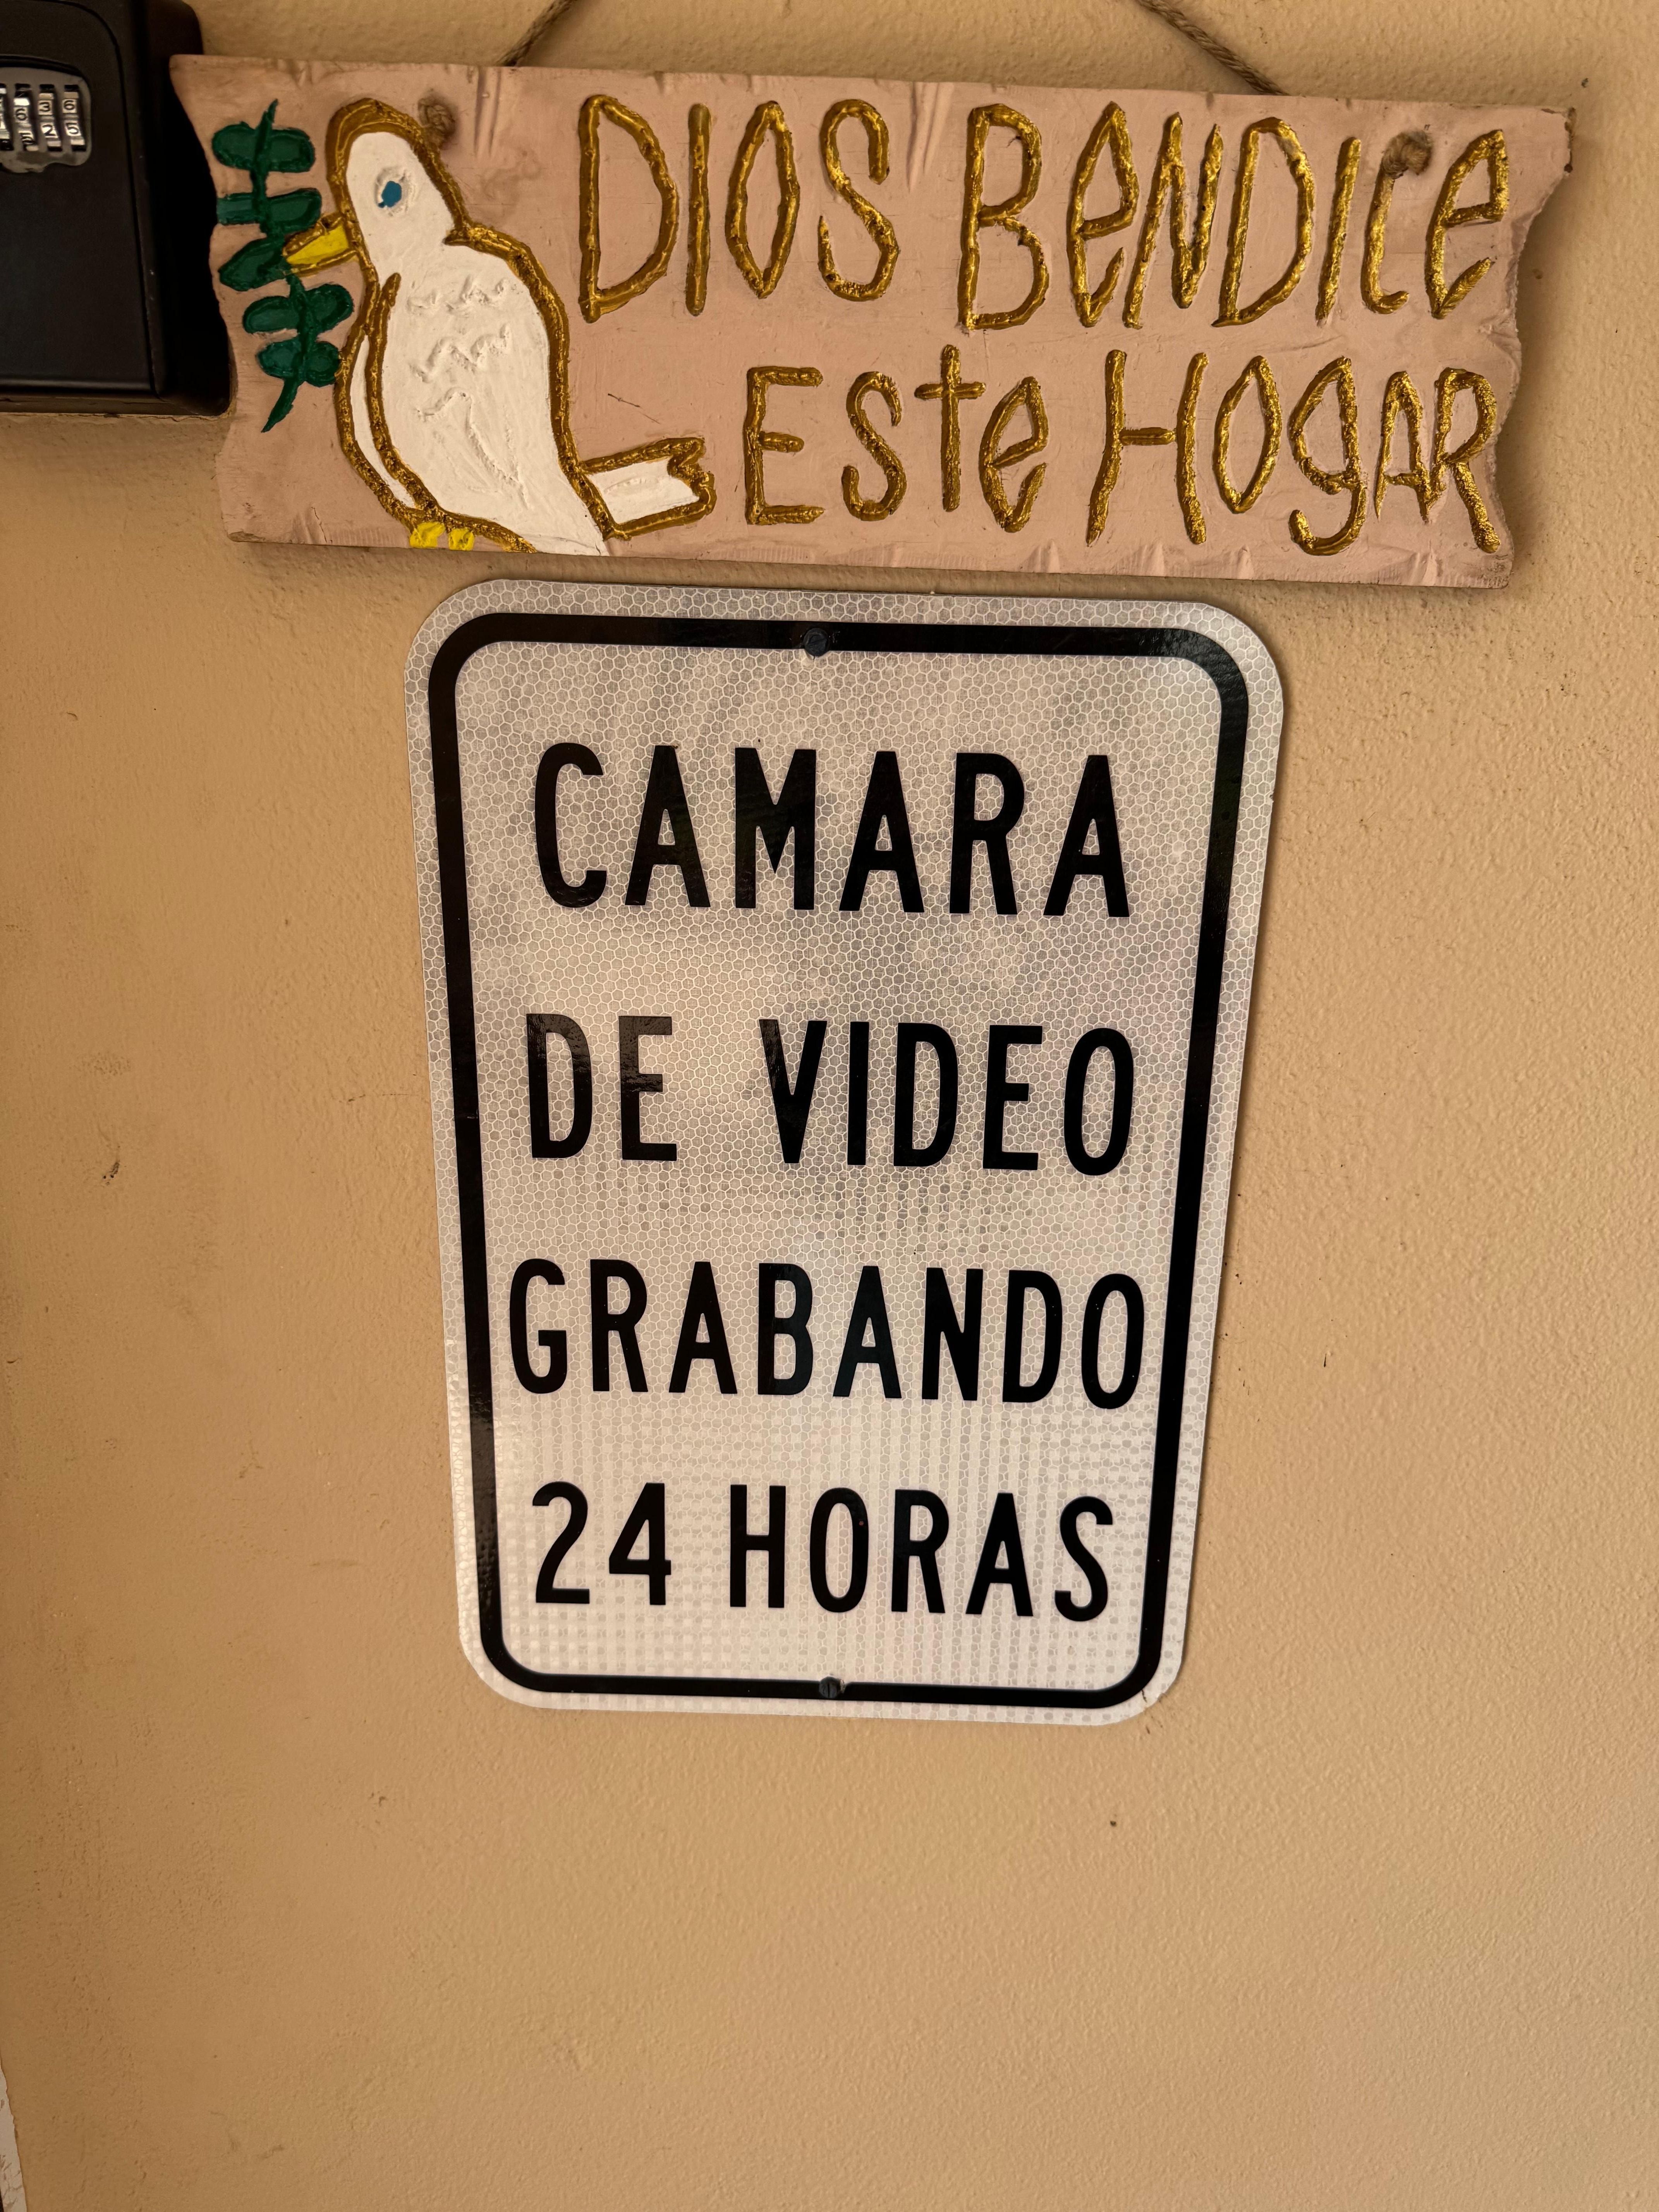 DIOS BeNDICe
ESte HOgAR
CAMARA
DE VIDEO
GRABANDO
24 HORAS